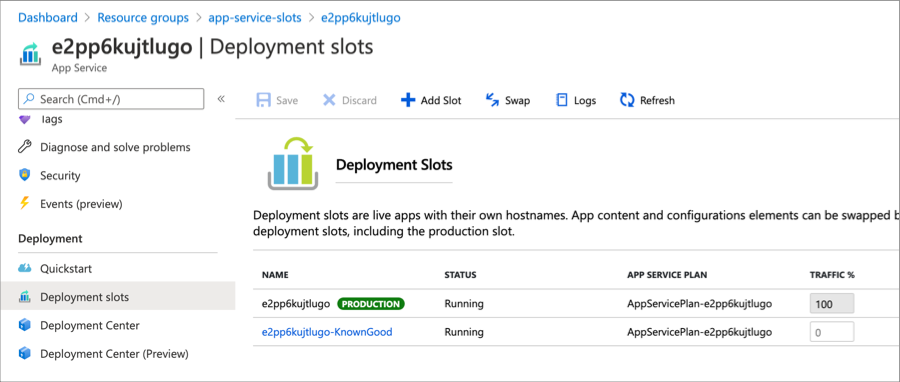 Dashboard > Resource groups > app-service-slots > e2pp6kujtlugo
e2pp6kujtlugo | Deployment slots
App Service
Search (Cmd+/)
«
Save
Discard
Add Slot
Swap
Logs
Refresh
Tags
Diagnose and solve problems
Security
Events (preview)
Deployment
Quickstart
Deployment slots
Deployment Center
Deployment Center (Preview)
Deployment Slots
Deployment slots are live apps with their own hostnames. App content and configurations elements can be swapped b
deployment slots, including the production slot.
NAME STATUS APP SERVICE PLAN TRAFFIC %
e2pp6kujtlugo PRODUCTION Running AppServicePlan-e2pp6kujtlugo 100
e2pp6kujtlugo-KnownGood Running AppServicePlan-e2pp6kujtlugo 0